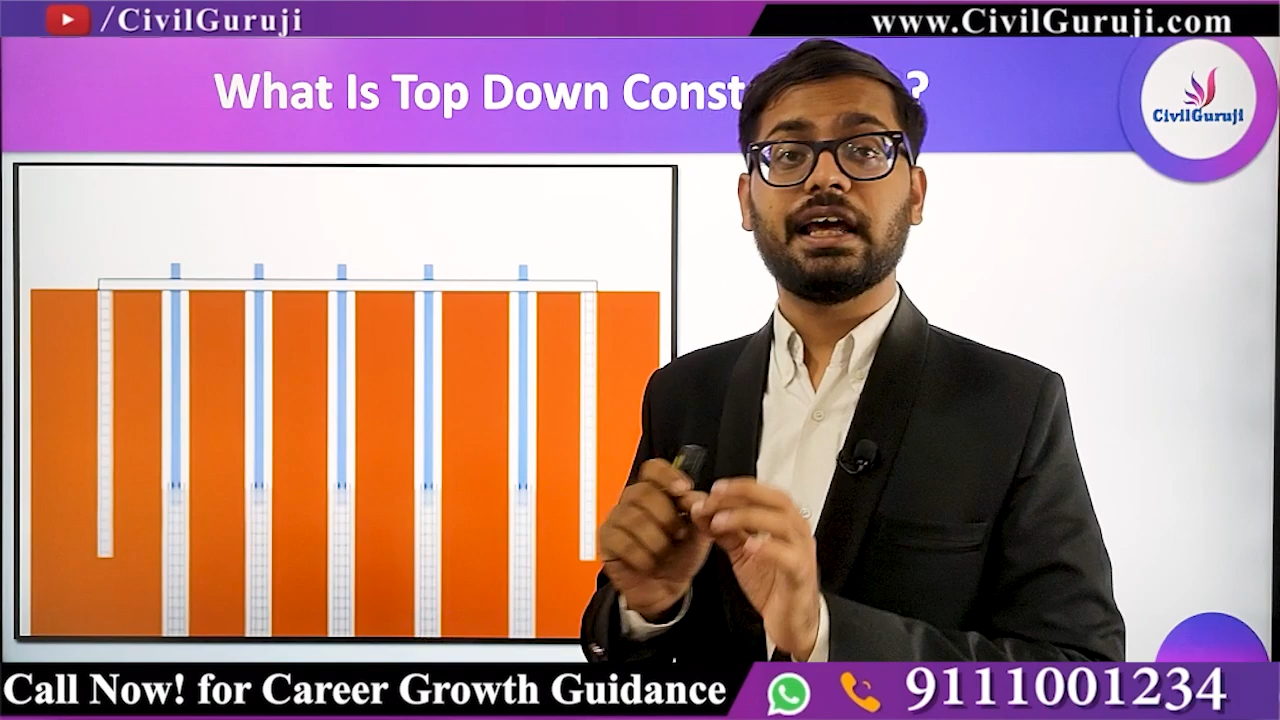 /CivilGuruji
www.CivilGuruji.com
What Is Top Down Const ?
CivilGuruji
Call Now! for Career Growth Guidance
9111001234